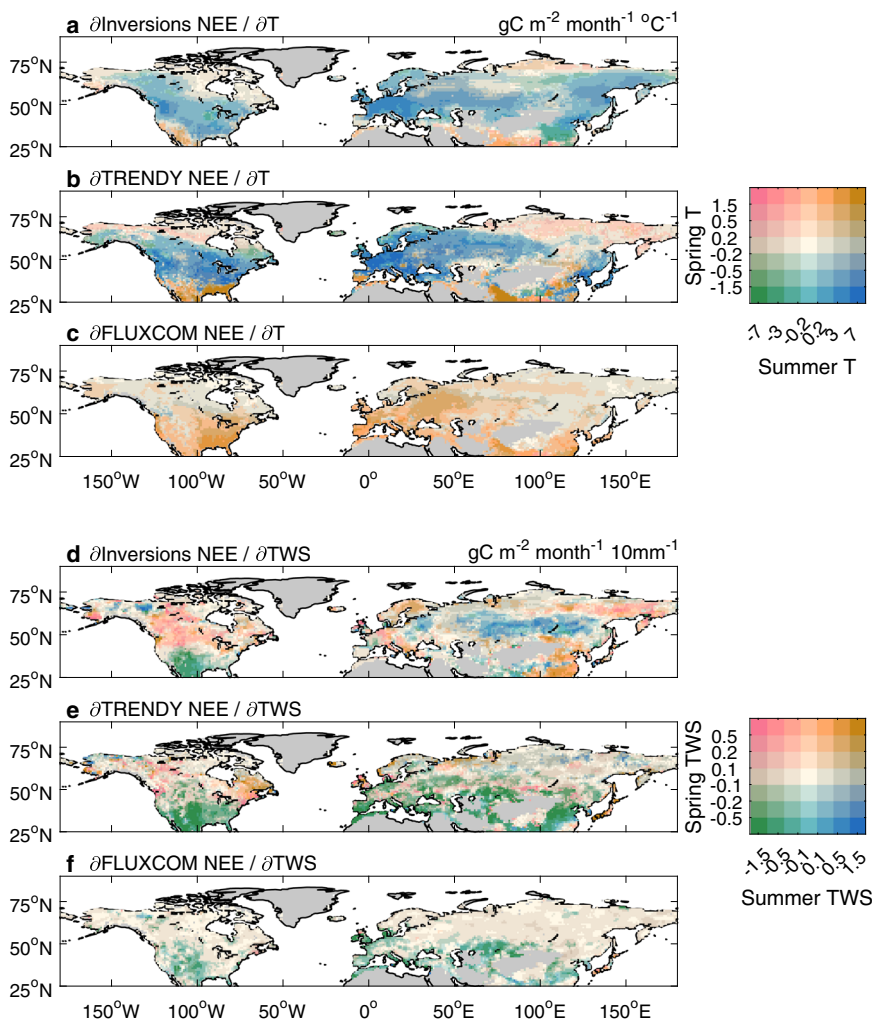 a ∂Inversions NEE / ∂T gC m⁻² month⁻¹ °C⁻¹
75°N
50°N
25°N
b ∂TRENDY NEE / ∂T
75°N
50°N
25°N
c ∂FLUXCOM NEE / ∂T
75°N
50°N
25°N
150°W 100°W 50°W 0° 50°E 100°E 150°E
Spring T
1.5
0.5
0.2
-0.2
-0.5
-1.5
-7 -3 -0.2 0.2 3 7
Summer T
d ∂Inversions NEE / ∂TWS gC m⁻² month⁻¹ 10mm⁻¹
75°N
50°N
25°N
e ∂TRENDY NEE / ∂TWS
75°N
50°N
25°N
f ∂FLUXCOM NEE / ∂TWS
75°N
50°N
25°N
150°W 100°W 50°W 0° 50°E 100°E 150°E
Spring TWS
0.5
0.2
0.1
-0.1
-0.2
-0.5
-1.5 -0.5 -0.1 0.1 0.5 1.5
Summer TWS